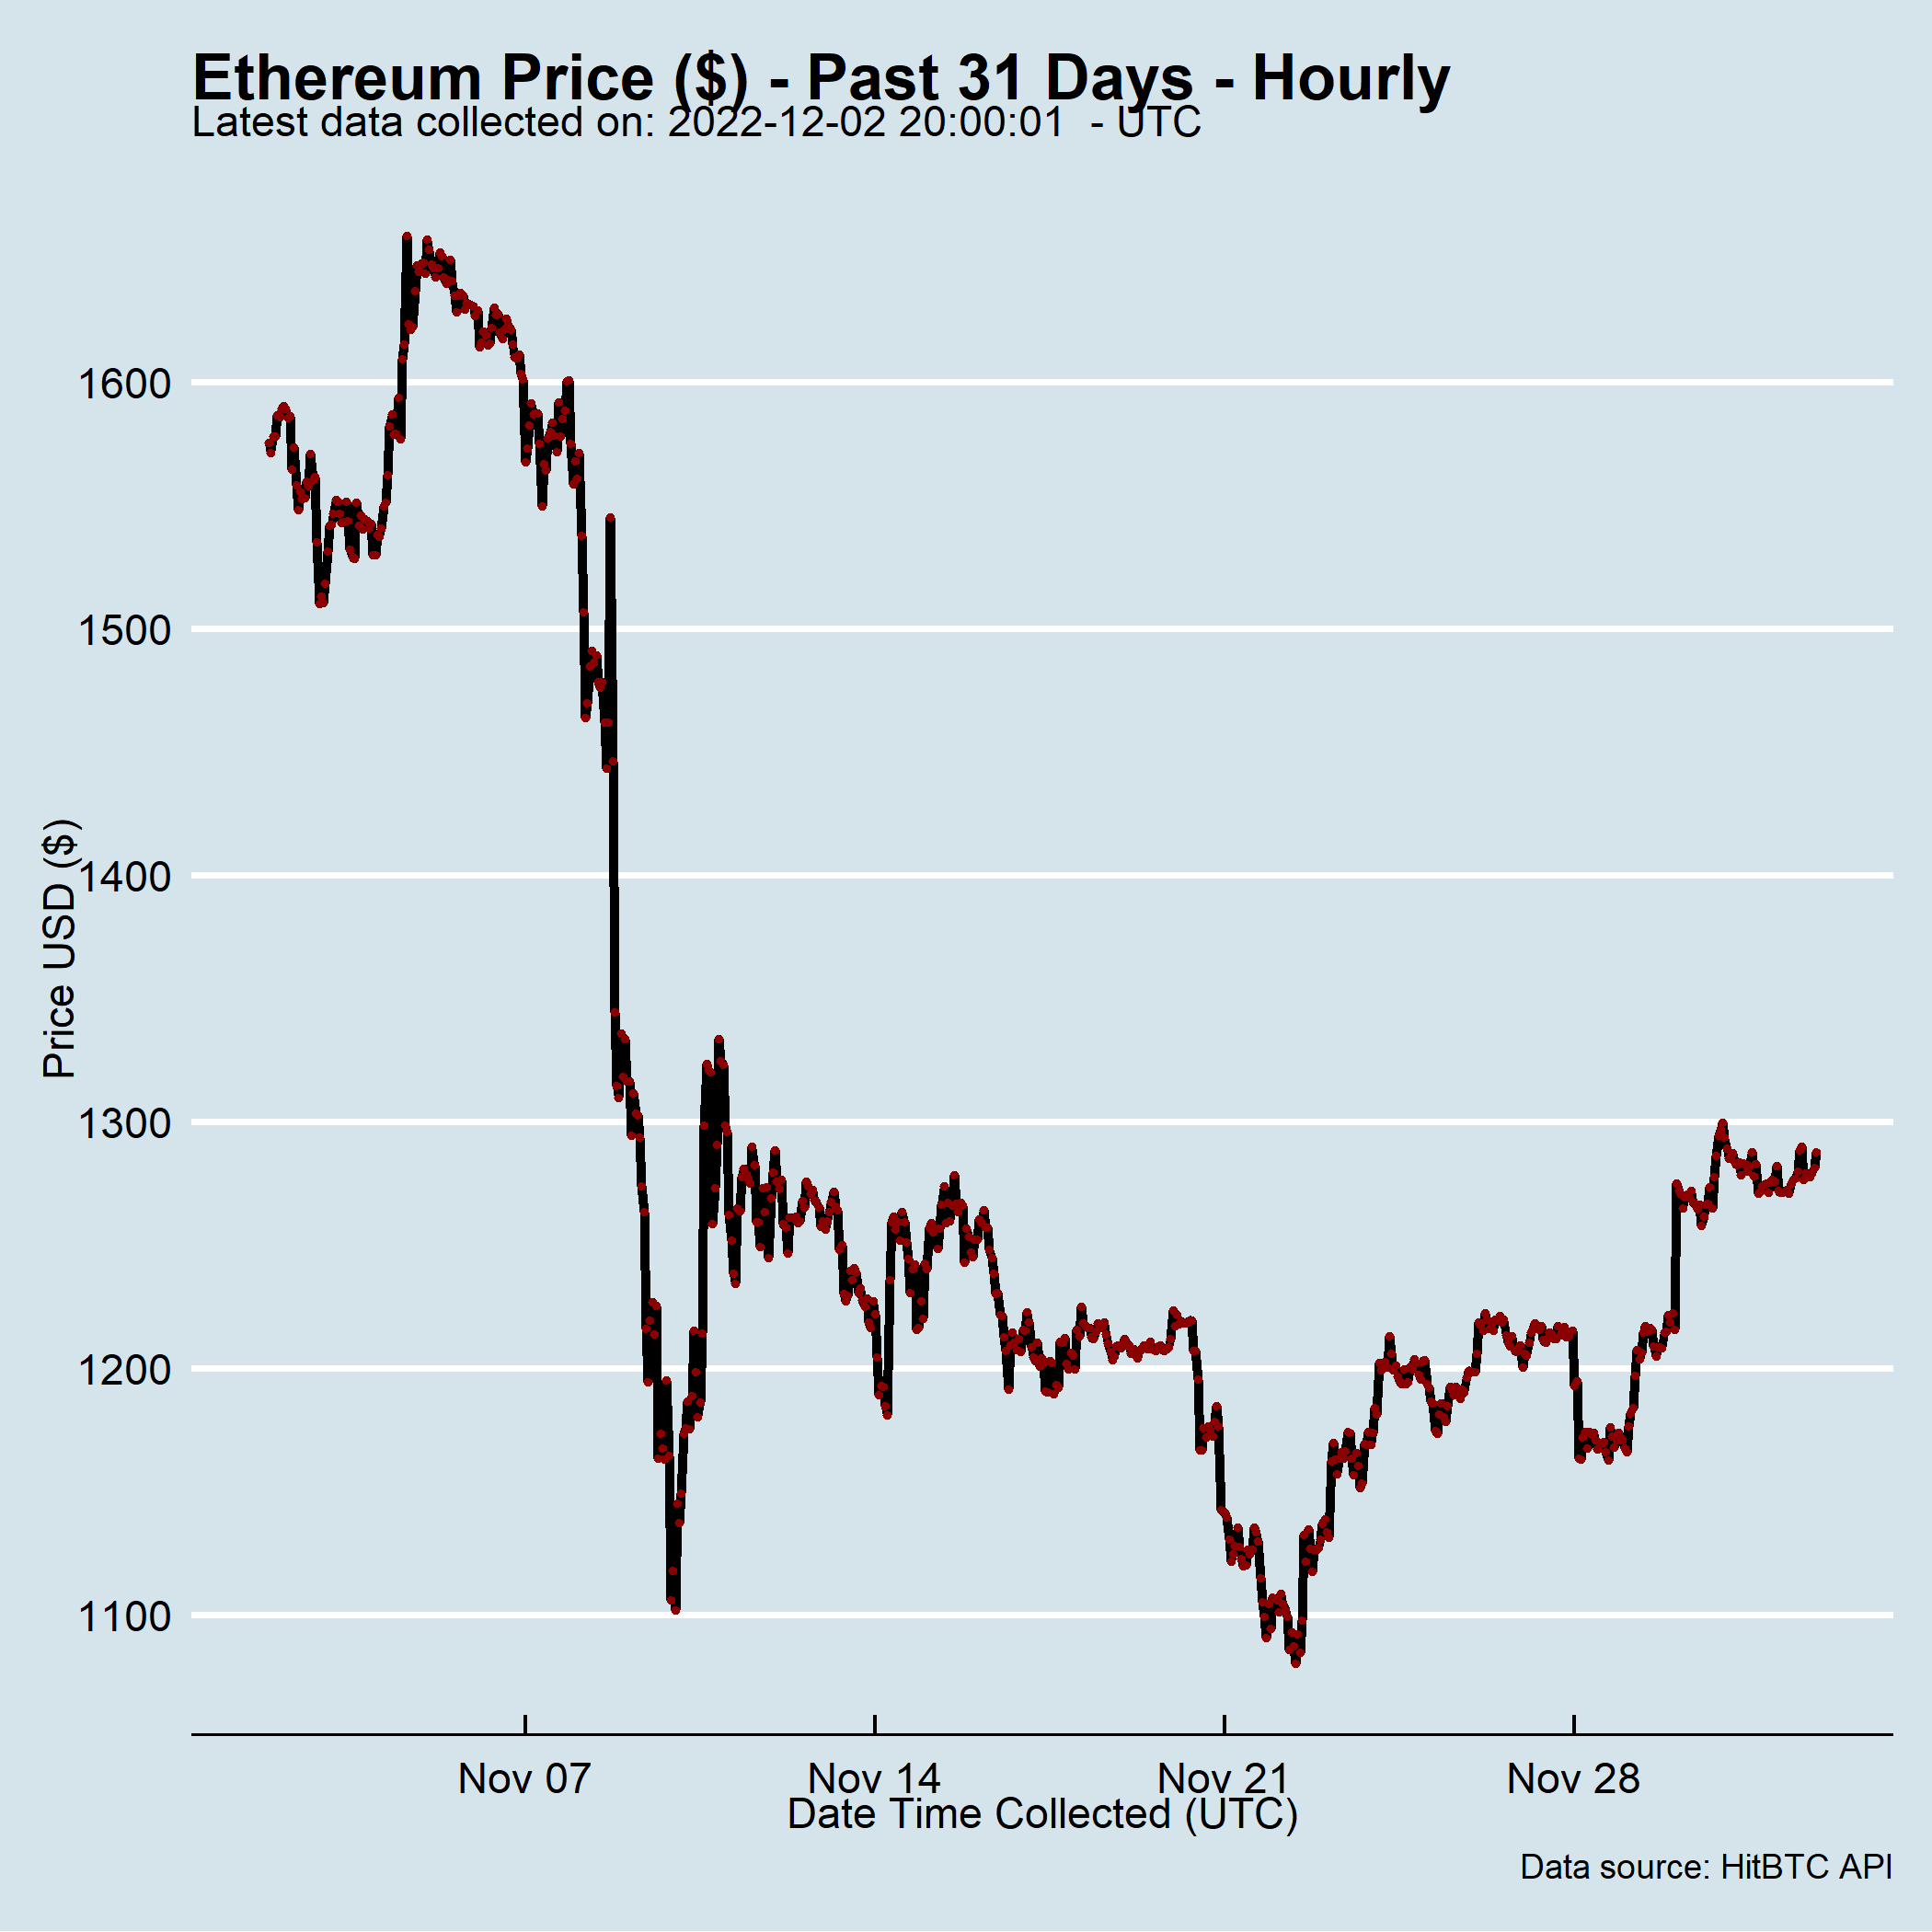 Ethereum Price ($) - Past 31 Days - Hourly
Latest data collected on: 2022-12-02 20:00:01  - UTC
1600
1500
1400
1300
1200
1100
Price USD ($)
Nov 07
Nov 14
Nov 21
Nov 28
Date Time Collected (UTC)
Data source: HitBTC API